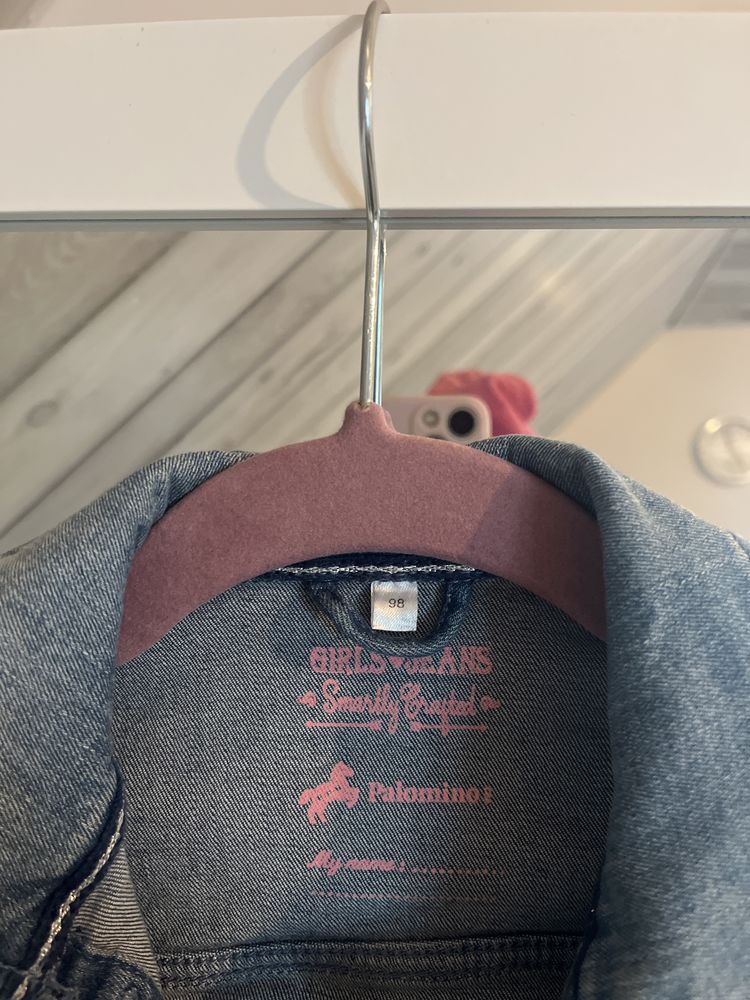 98
GIRLS♥JEANS
Smartly Crafted
Palomino
My name : ............